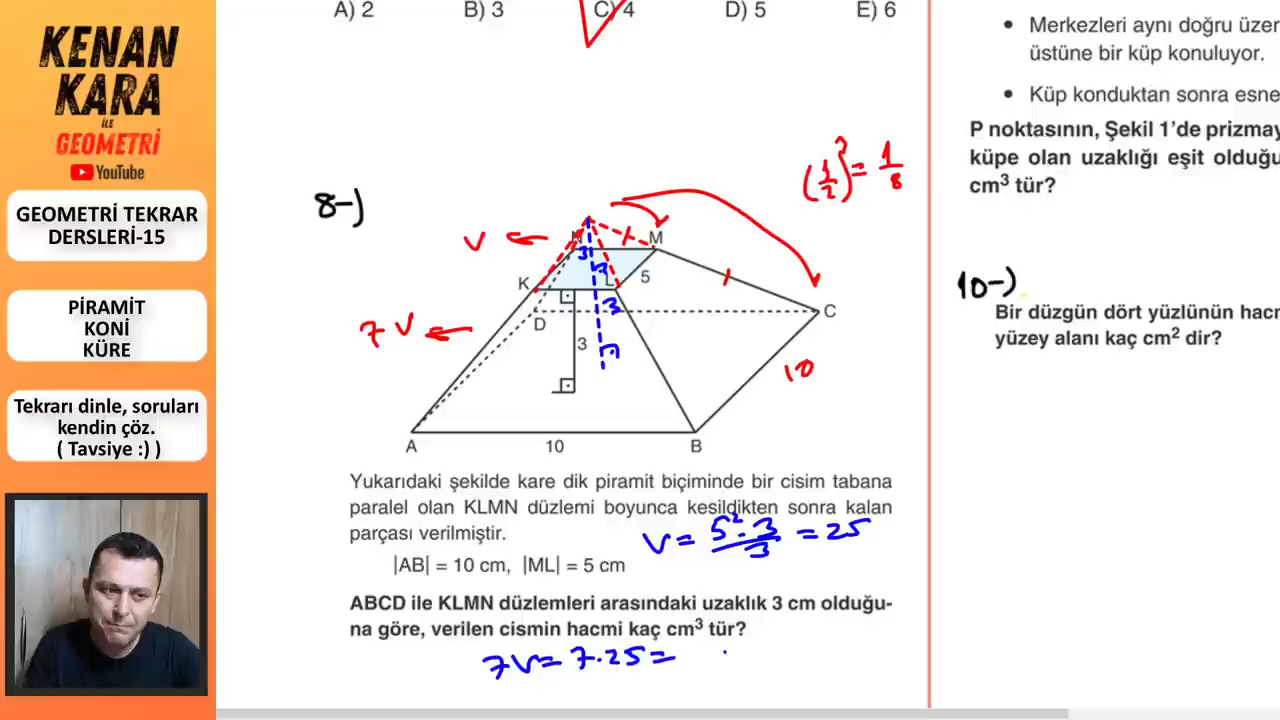 KENAN
KARA
İLE
GEOMETRİ
YouTube
GEOMETRİ TEKRAR
DERSLERİ-15
PİRAMİT
KONİ
KÜRE
Tekrarı dinle, soruları
kendin çöz.
( Tavsiye :) )
A) 2 B) 3 C) 4 D) 5 E) 6
8-)
(1/2)³ = 1/8
V
N M
3
K L 5
7V
D 3 C
3
10
A 10 B
Yukarıdaki şekilde kare dik piramit biçiminde bir cisim tabana
paralel olan KLMN düzlemi boyunca kesildikten sonra kalan
parçası verilmiştir.
V = 5².3/3 = 25
|AB| = 10 cm, |ML| = 5 cm
ABCD ile KLMN düzlemleri arasındaki uzaklık 3 cm olduğu-
na göre, verilen cismin hacmi kaç cm³ tür?
7V = 7.25 =
• Merkezleri aynı doğru üzer
üstüne bir küp konuluyor.
• Küp konduktan sonra esne
P noktasının, Şekil 1'de prizmay
küpe olan uzaklığı eşit olduğu
cm³ tür?
10-)
Bir düzgün dört yüzlünün hacm
yüzey alanı kaç cm² dir?